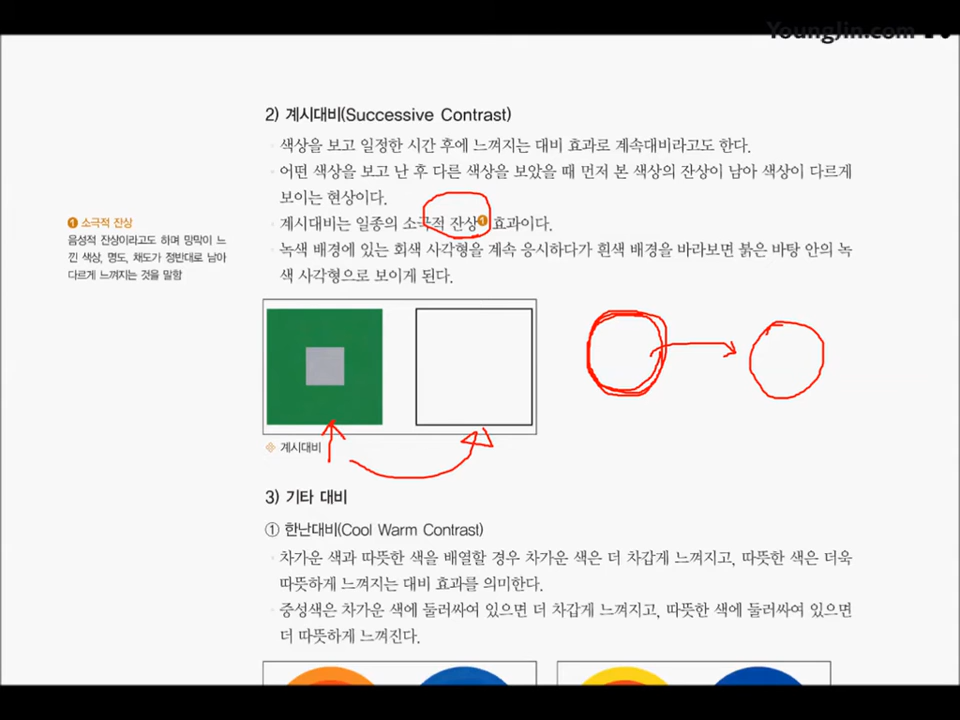 YoungJin.com
2) 계시대비(Successive Contrast)
색상을 보고 일정한 시간 후에 느껴지는 대비 효과로 계속대비라고도 한다.
어떤 색상을 보고 난 후 다른 색상을 보았을 때 먼저 본 색상의 잔상이 남아 색상이 다르게
보이는 현상이다.
계시대비는 일종의 소극적 잔상❶ 효과이다.
녹색 배경에 있는 회색 사각형을 계속 응시하다가 흰색 배경을 바라보면 붉은 바탕 안의 녹
색 사각형으로 보이게 된다.
❶ 소극적 잔상
음성적 잔상이라고도 하며 망막이 느
낀 색상, 명도, 채도가 정반대로 남아
다르게 느껴지는 것을 말함
계시대비
3) 기타 대비
① 한난대비(Cool Warm Contrast)
차가운 색과 따뜻한 색을 배열할 경우 차가운 색은 더 차갑게 느껴지고, 따뜻한 색은 더욱
따뜻하게 느껴지는 대비 효과를 의미한다.
중성색은 차가운 색에 둘러싸여 있으면 더 차갑게 느껴지고, 따뜻한 색에 둘러싸여 있으면
더 따뜻하게 느껴진다.